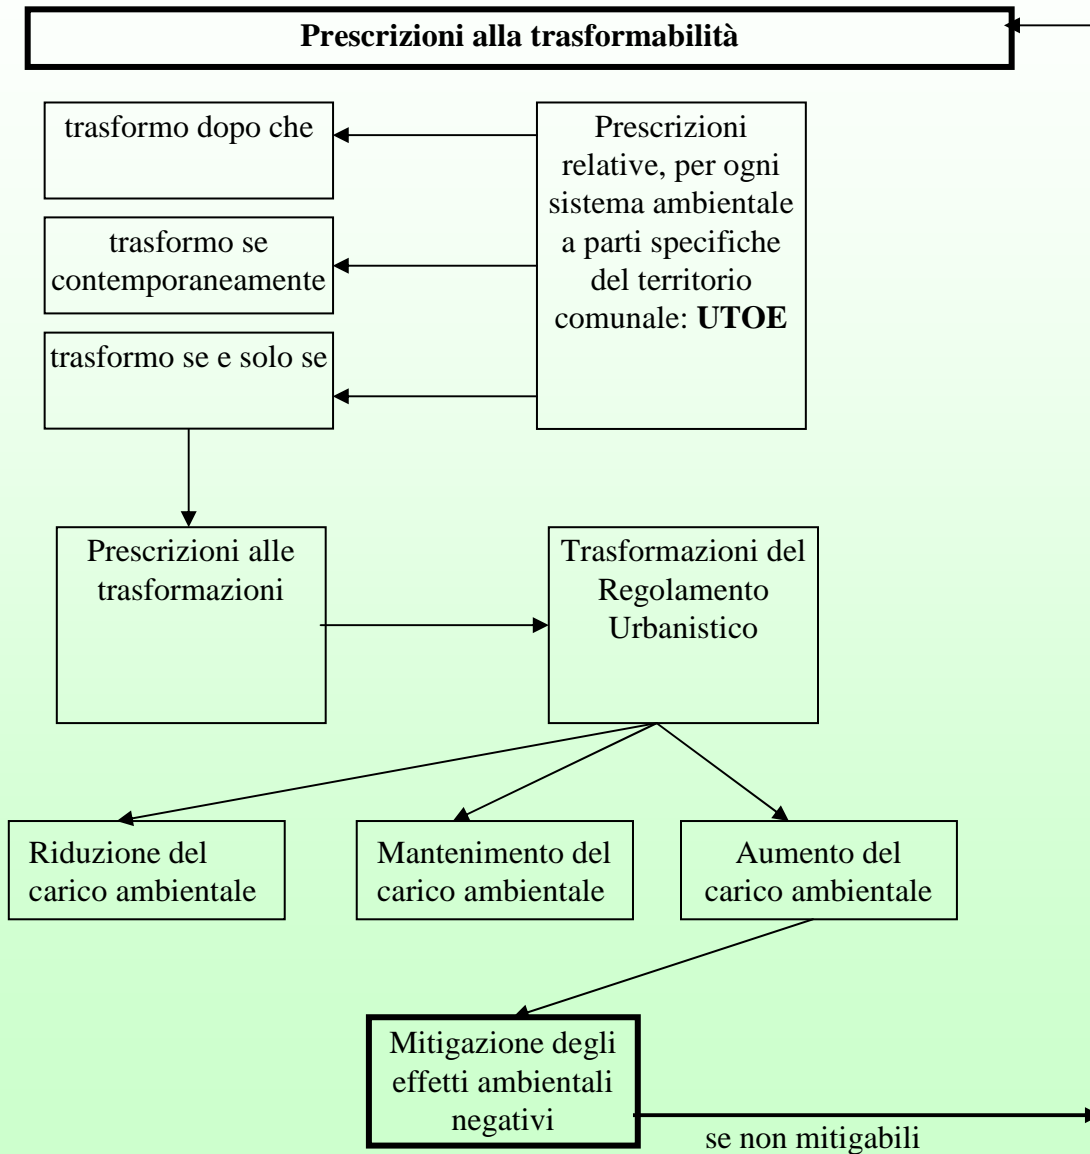 Prescrizioni alla trasformabilità
trasformo dopo che
Prescrizioni
relative, per ogni
sistema ambientale
a parti specifiche
del territorio
comunale: UTOE
trasformo se
contemporaneamente
trasformo se e solo se
Prescrizioni alle
trasformazioni
Trasformazioni del
Regolamento
Urbanistico
Riduzione del
carico ambientale
Mantenimento del
carico ambientale
Aumento del
carico ambientale
Mitigazione degli
effetti ambientali
negativi
se non mitigabili